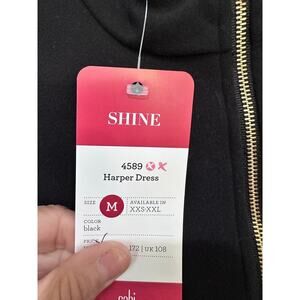 SHINE
4589
Harper Dress
SIZE M AVAILABLE IN
XXS-XXL
COLOR
black
172 | UK 108
cabi